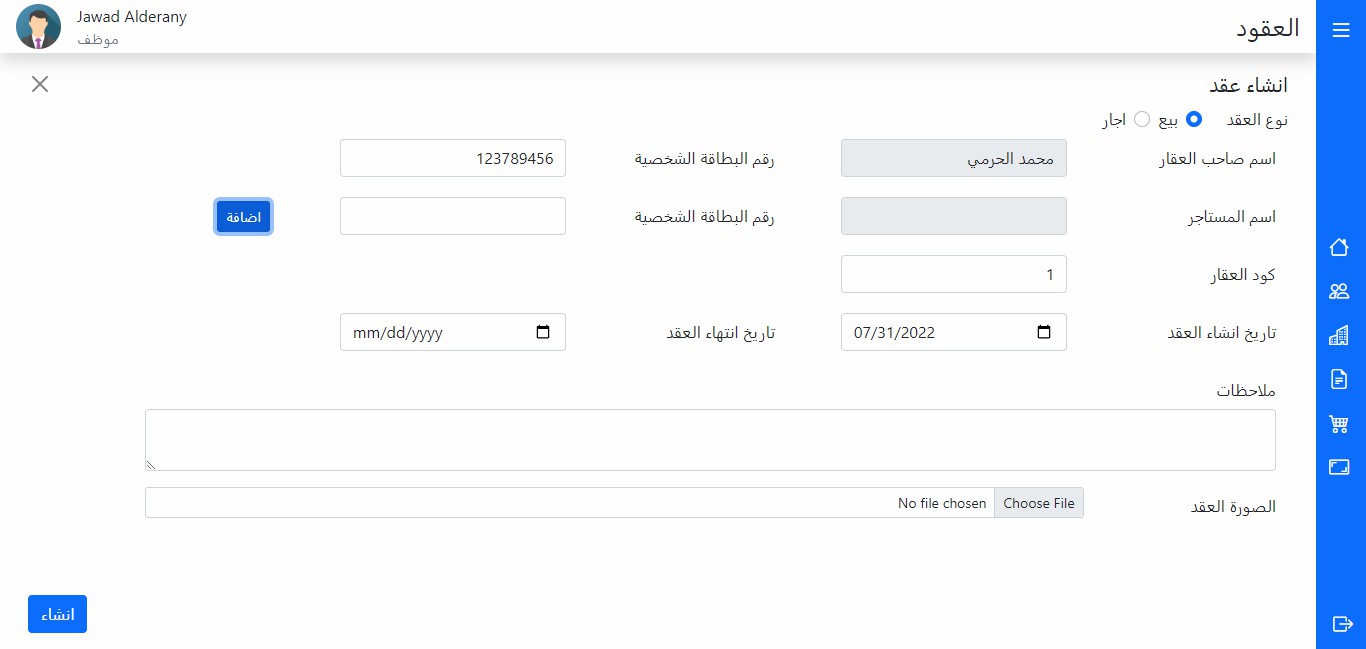 العقود
Jawad Alderany
موظف
انشاء عقد
نوع العقد بيع اجار
اسم صاحب العقار محمد الحرمي رقم البطاقة الشخصية 123789456
اسم المستاجر رقم البطاقة الشخصية اضافة
كود العقار 1
تاريخ انشاء العقد 07/31/2022 تاريخ انتهاء العقد mm/dd/yyyy
ملاحظات
الصورة العقد Choose File No file chosen
انشاء